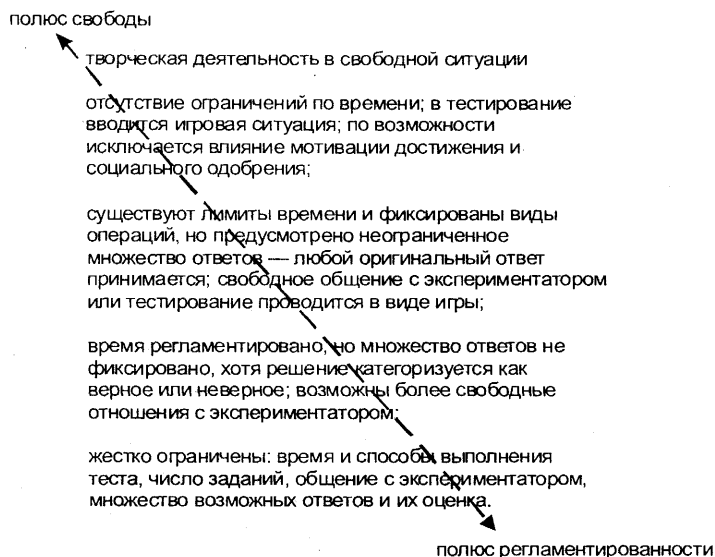 полюс свободы
творческая деятельность в свободной ситуации
отсутствие ограничений по времени; в тестирование
вводится игровая ситуация; по возможности
исключается влияние мотивации достижения и
социального одобрения;
существуют лимиты времени и фиксированы виды
операций, но предусмотрено неограниченное
множество ответов — любой оригинальный ответ
принимается; свободное общение с экспериментатором
или тестирование проводится в виде игры;
время регламентировано, но множество ответов не
фиксировано, хотя решение категоризуется как
верное или неверное; возможны более свободные
отношения с экспериментатором;
жестко ограничены: время и способы выполнения
теста, число заданий, общение с экспериментатором,
множество возможных ответов и их оценка.
полюс регламентированности